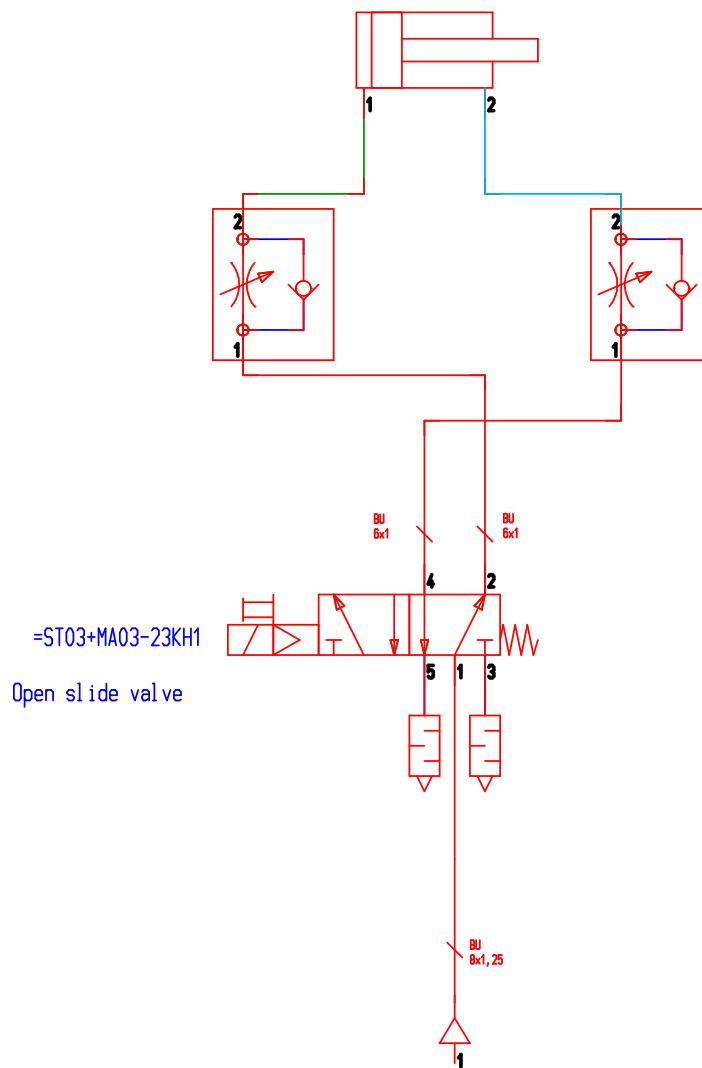 1 2
2 2
1 1
BU BU
6x1 6x1
4 2
=ST03+MA03-23KH1
5 1 3
Open slide valve
BU
8x1,25
1